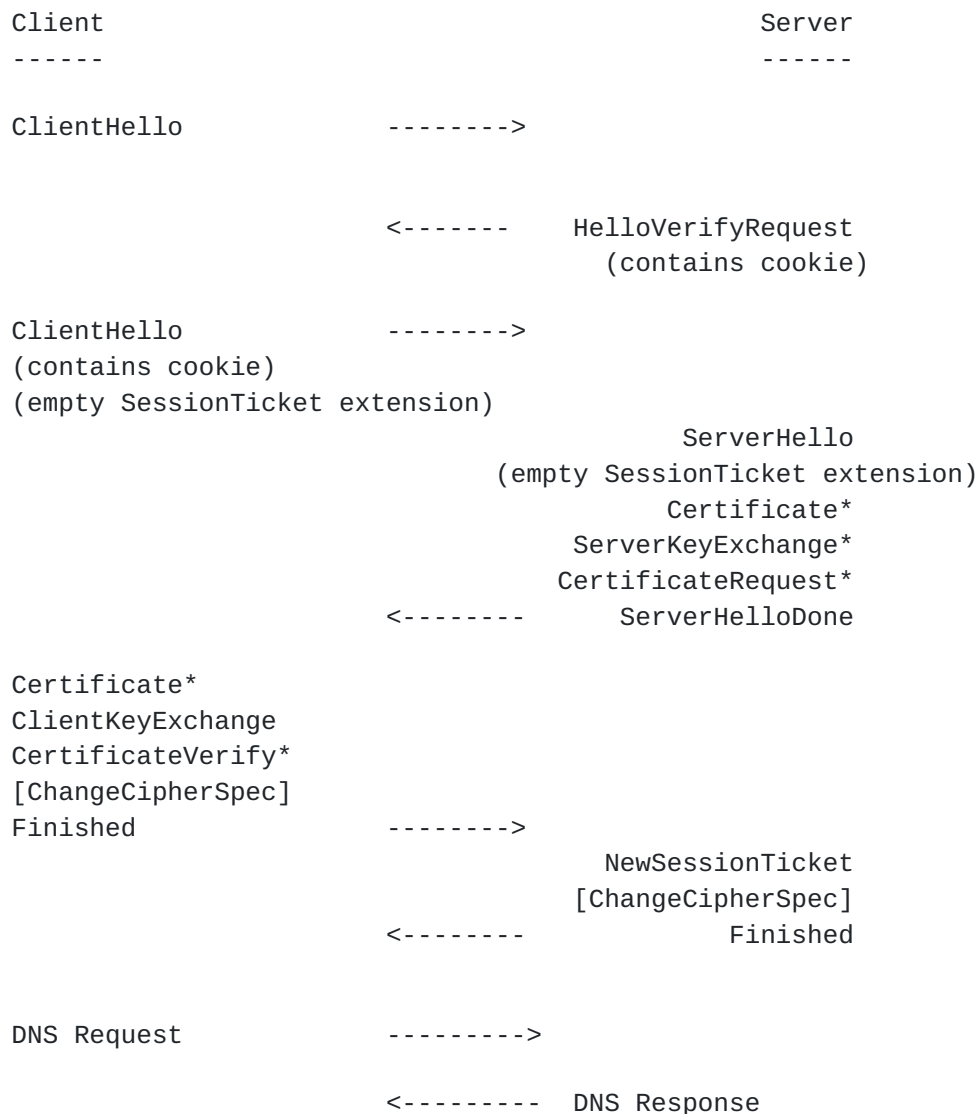 Client                                          Server
------                                          ------
ClientHello             -------->
                        <-------   HelloVerifyRequest
                                      (contains cookie)
ClientHello             -------->
(contains cookie)
(empty SessionTicket extension)
                                           ServerHello
                               (empty SessionTicket extension)
                                          Certificate*
                                    ServerKeyExchange*
                                   CertificateRequest*
                        <--------      ServerHelloDone
Certificate*
ClientKeyExchange
CertificateVerify*
[ChangeCipherSpec]
Finished                -------->
                                      NewSessionTicket
                                    [ChangeCipherSpec]
                        <--------             Finished
DNS Request             --------->
                        <---------  DNS Response